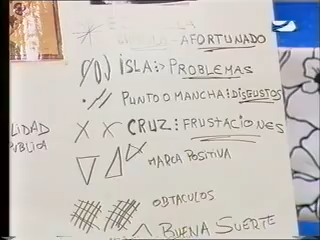 AFORTUNADO
ISLA:> PROBLEMAS
PUNTO O MANCHA: DISGUSTOS
LIDAD
PUBLICA
X X CRUZ: FRUSTACIONES
MARCA POSITIVA
OBTACULOS
BUENA SUERTE